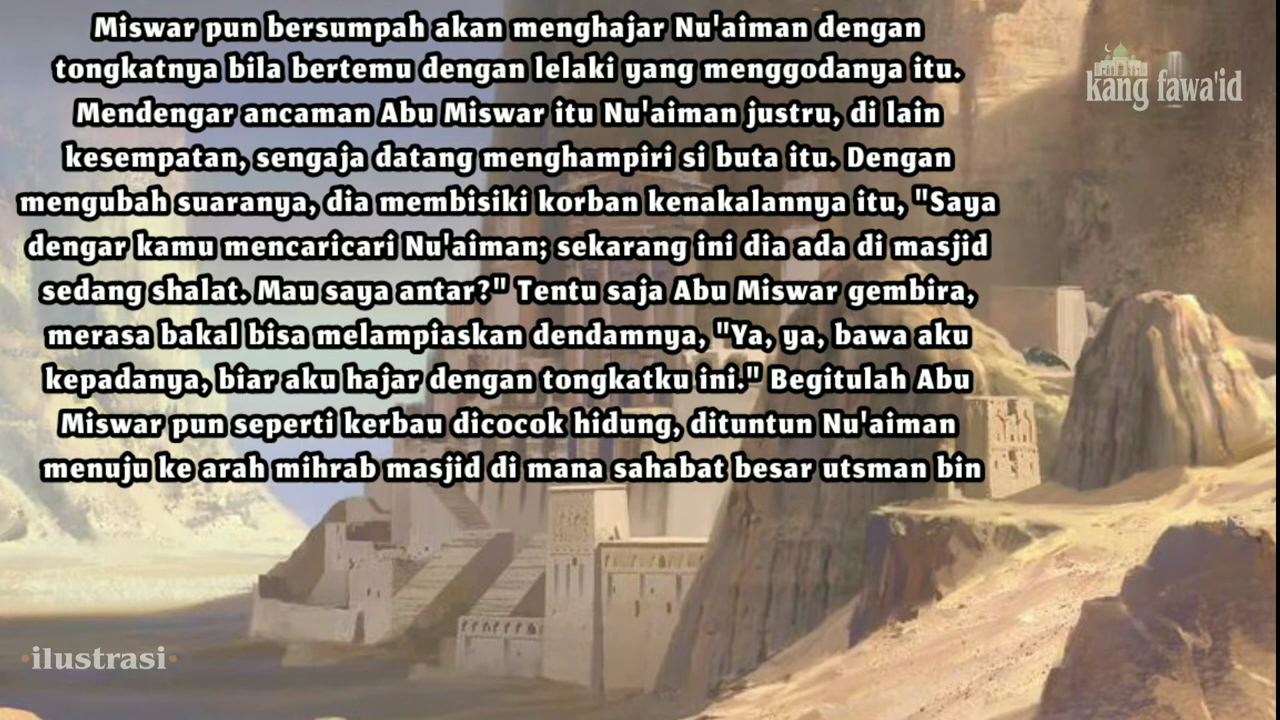 Miswar pun bersumpah akan menghajar Nu'aiman dengan
tongkatnya bila bertemu dengan lelaki yang menggodanya itu.
Mendengar ancaman Abu Miswar itu Nu'aiman justru, di lain
kesempatan, sengaja datang menghampiri si buta itu. Dengan
mengubah suaranya, dia membisiki korban kenakalannya itu, "Saya
dengar kamu mencaricari Nu'aiman; sekarang ini dia ada di masjid
sedang shalat. Mau saya antar?" Tentu saja Abu Miswar gembira,
merasa bakal bisa melampiaskan dendamnya, "Ya, ya, bawa aku
kepadanya, biar aku hajar dengan tongkatku ini." Begitulah Abu
Miswar pun seperti kerbau dicocok hidung, dituntun Nu'aiman
menuju ke arah mihrab masjid di mana sahabat besar utsman bin
kang fawa'id
·ilustrasi·